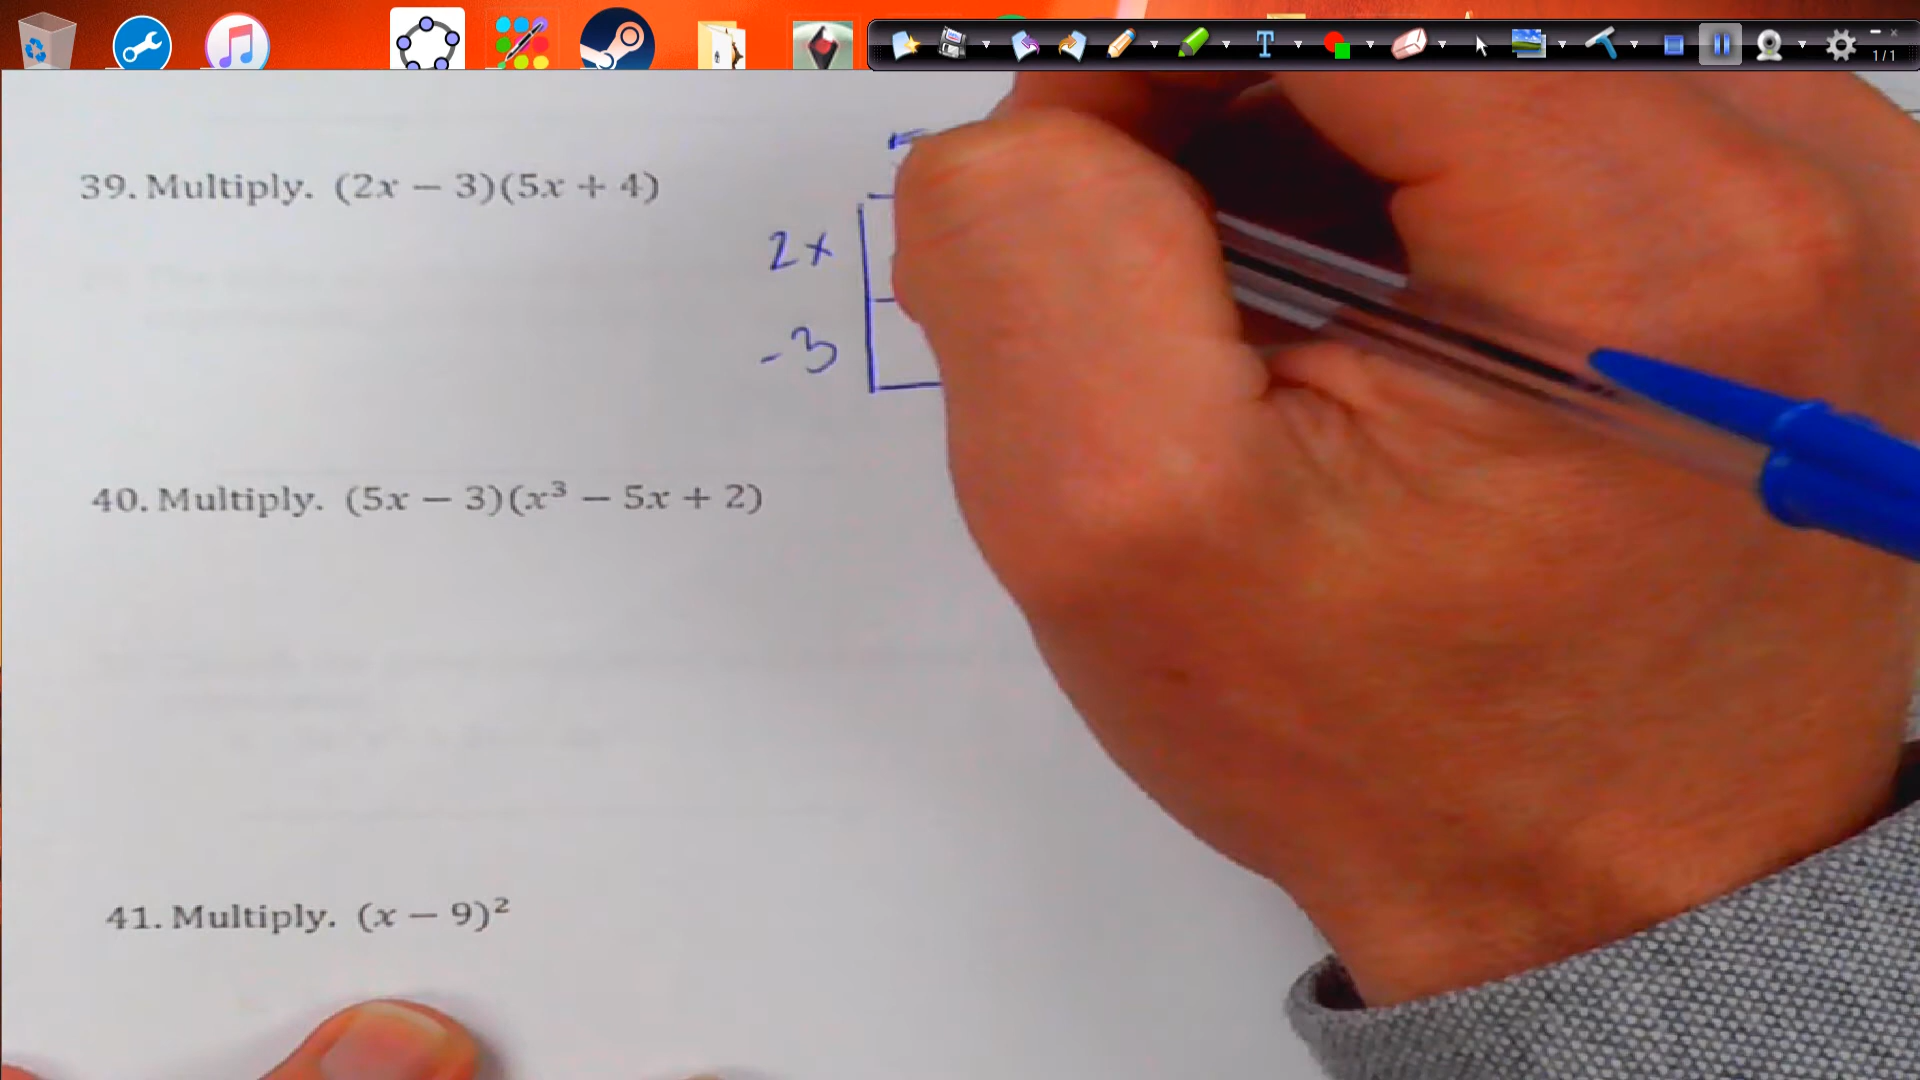 1/1
39. Multiply. (2x − 3)(5x + 4)
2x
-3
40. Multiply. (5x − 3)(x³ − 5x + 2)
41. Multiply. (x − 9)²